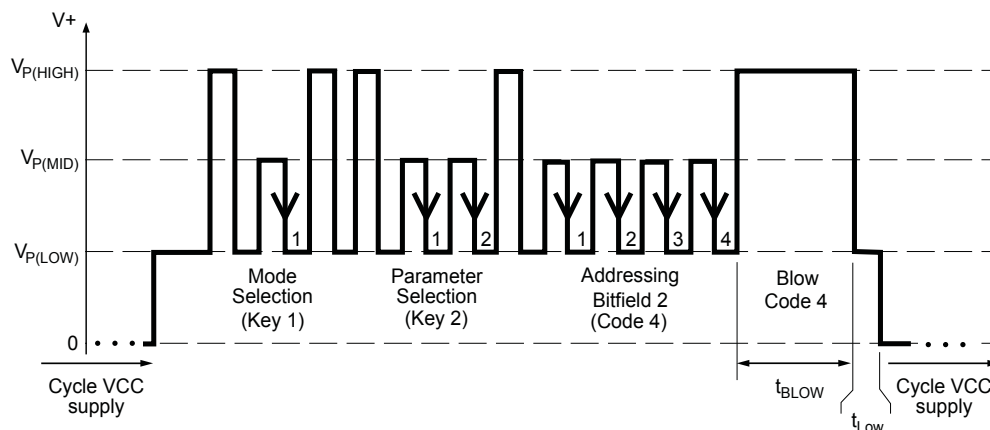 V+
VP(HIGH)
VP(MID)
VP(LOW)
0
1
1
2
1
2
3
4
Mode
Selection
(Key 1)
Parameter
Selection
(Key 2)
Addressing
Bitfield 2
(Code 4)
Blow
Code 4
Cycle VCC
supply
tBLOW
tLow
Cycle VCC
supply